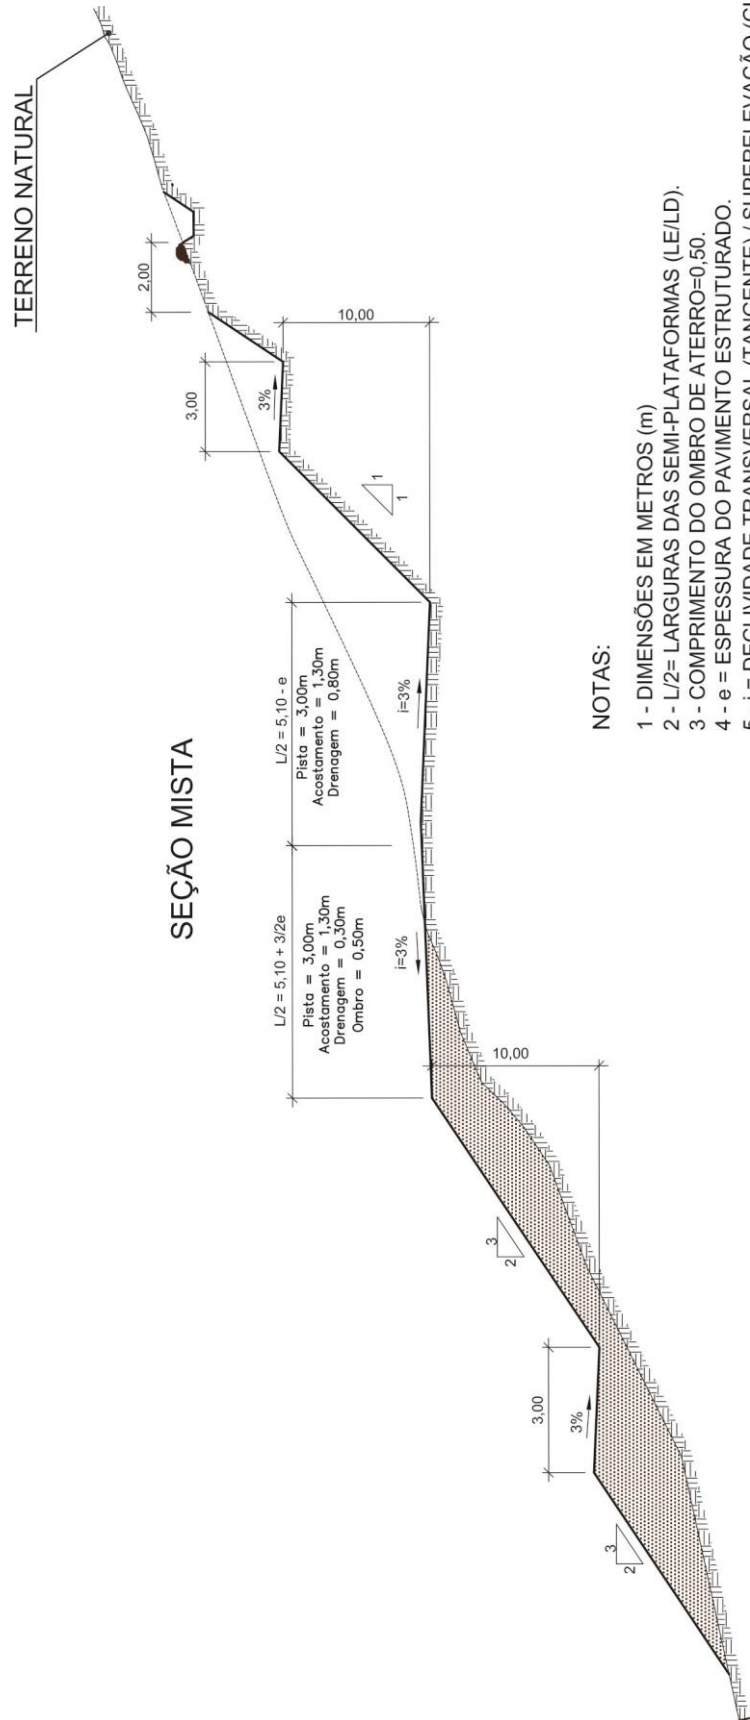 SEÇÃO MISTA
TERRENO NATURAL
2,00
3,00
3%
10,00
1
1
L/2 = 5,10 + 3/2e
Pista = 3,00m
Acostamento = 1,30m
Drenagem = 0,30m
Ombro = 0,50m
L/2 = 5,10 - e
Pista = 3,00m
Acostamento = 1,30m
Drenagem = 0,80m
i=3%
i=3%
10,00
3
2
3,00
3%
3
2
NOTAS:
1 - DIMENSÕES EM METROS (m)
2 - L/2= LARGURAS DAS SEMI-PLATAFORMAS (LE/LD).
3 - COMPRIMENTO DO OMBRO DE ATERRO=0,50.
4 - e = ESPESSURA DO PAVIMENTO ESTRUTURADO.
5 - i = DECLIVIDADE TRANSVERSAL (TANGENTE) / SUPERELEVAÇÃO